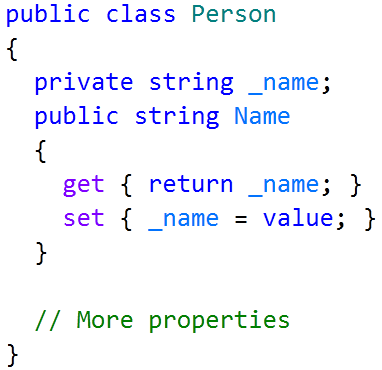 public class Person
{
  private string _name;
  public string Name
  {
    get { return _name; }
    set { _name = value; }
  }

  // More properties
}